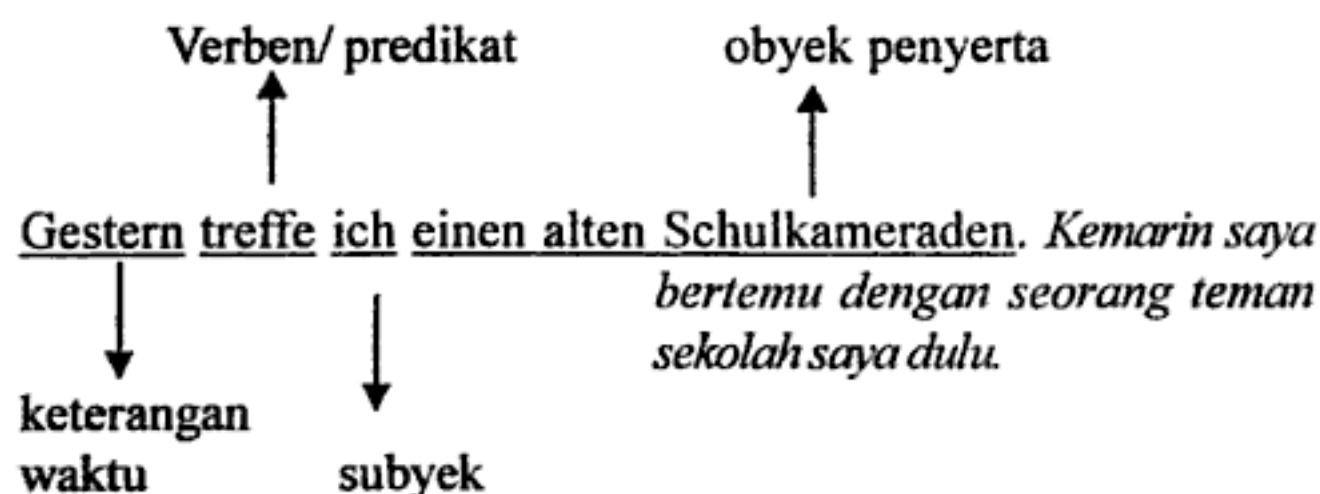 Verben/ predikat obyek penyerta
Gestern treffe ich einen alten Schulkameraden. Kemarin saya
bertemu dengan seorang teman
sekolah saya dulu.
keterangan
waktu subyek